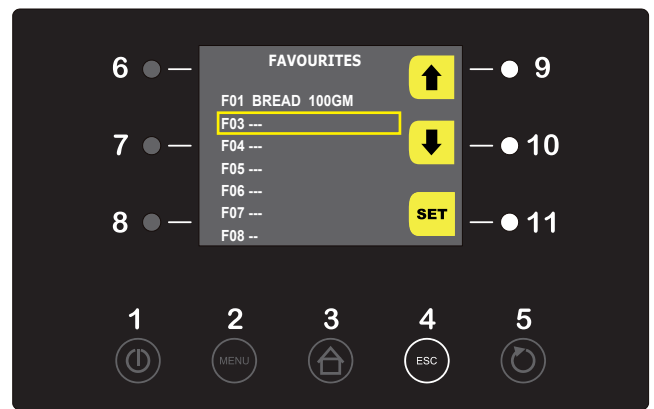 FAVOURITES
6
9
F01 BREAD 100GM
F03 ---
7
F04 ---
10
F05 ---
F06 ---
8
F07 ---
SET
11
F08 --
1 2 3 4 5
MENU
ESC